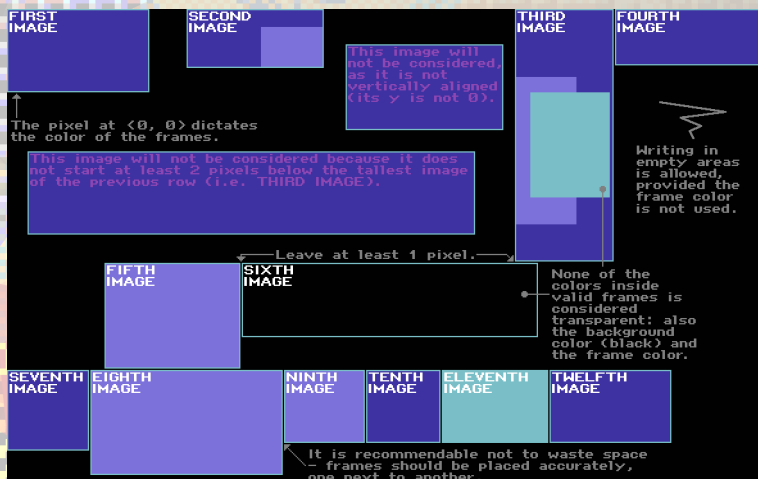 FIRST
IMAGE
SECOND
IMAGE
THIRD
IMAGE
FOURTH
IMAGE
This image will
not be considered,
as it is not
vertically aligned
(its y is not 0).
The pixel at (0, 0) dictates
the color of the frames.
This image will not be considered because it does
not start at least 2 pixels below the tallest image
of the previous row (i.e. THIRD IMAGE).
Writing in
empty areas
is allowed,
provided the
frame color
is not used.
Leave at least 1 pixel.
FIFTH
IMAGE
SIXTH
IMAGE
None of the
colors inside
valid frames is
considered
transparent: also
the background
color (black) and
the frame color.
SEVENTH
IMAGE
EIGHTH
IMAGE
NINTH
IMAGE
TENTH
IMAGE
ELEVENTH
IMAGE
TWELFTH
IMAGE
It is recommendable not to waste space
- frames should be placed accurately,
one next to another.